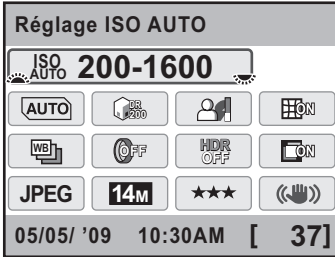 Réglage ISO AUTO
ISO AUTO 200-1600
AUTO DR 200 ON
WB OFF HDR OFF ON
JPEG 14M ★★★
05/05/ ’09 10:30AM [ 37]